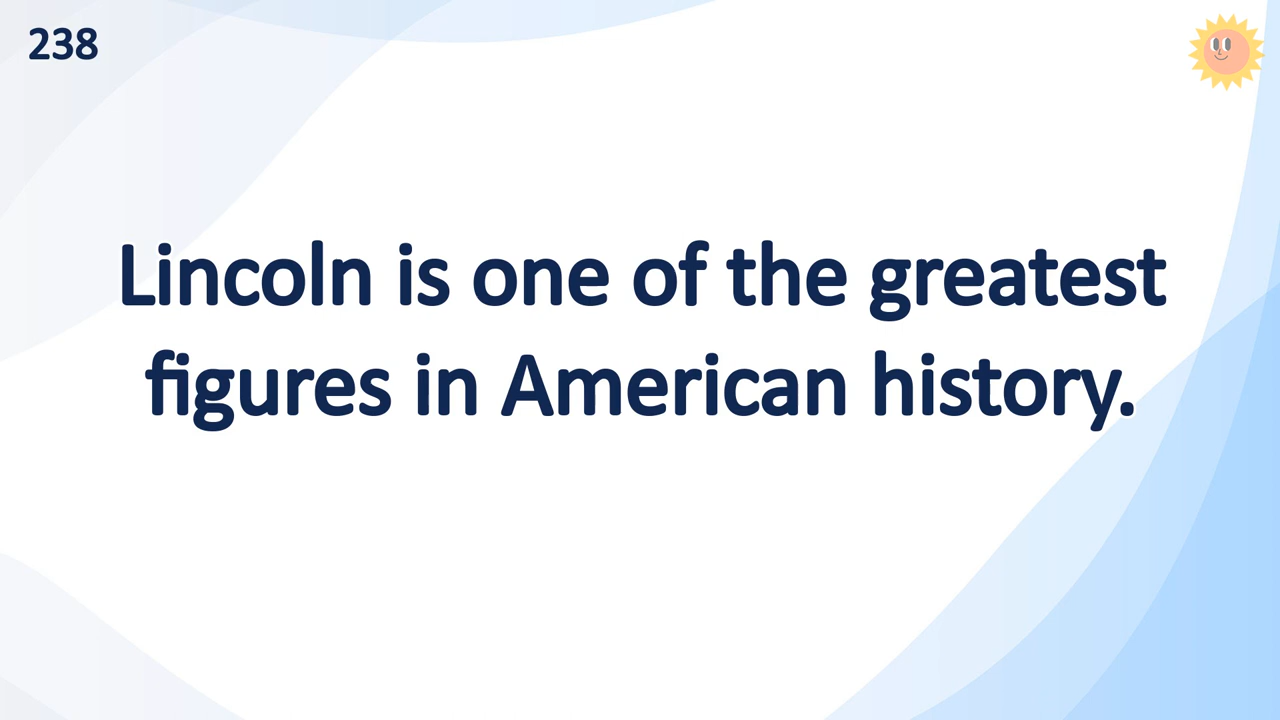 238
Lincoln is one of the greatest
figures in American history.